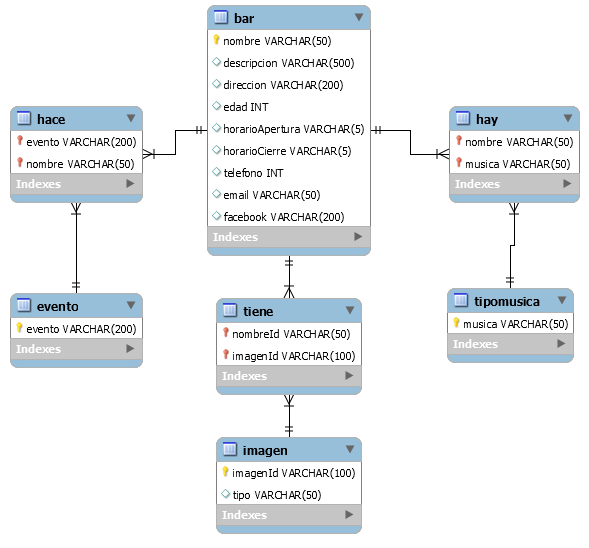 bar
nombre VARCHAR(50)
descripcion VARCHAR(500)
direccion VARCHAR(200)
edad INT
horarioApertura VARCHAR(5)
horarioCierre VARCHAR(5)
telefono INT
email VARCHAR(50)
facebook VARCHAR(200)
Indexes
hace
evento VARCHAR(200)
nombre VARCHAR(50)
Indexes
hay
nombre VARCHAR(50)
musica VARCHAR(50)
Indexes
evento
evento VARCHAR(200)
Indexes
tiene
nombreId VARCHAR(50)
imagenId VARCHAR(100)
Indexes
tipomusica
musica VARCHAR(50)
Indexes
imagen
imagenId VARCHAR(100)
tipo VARCHAR(50)
Indexes